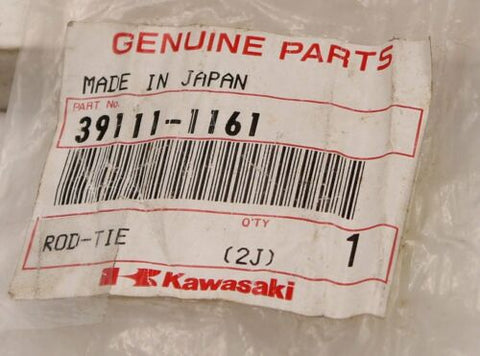 GENUINE PARTS
MADE IN JAPAN
PART No.
39111-1161
Q'TY
ROD-TIE (2J) 1
Kawasaki